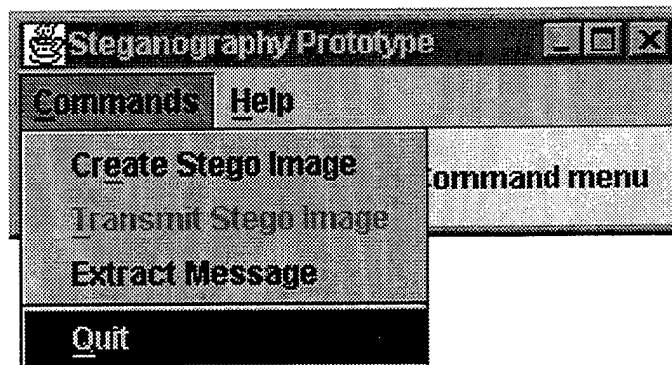 Steganography Prototype
Commands Help
Create Stego Image
ommand menu
Transmit Stego Image
Extract Message
Quit